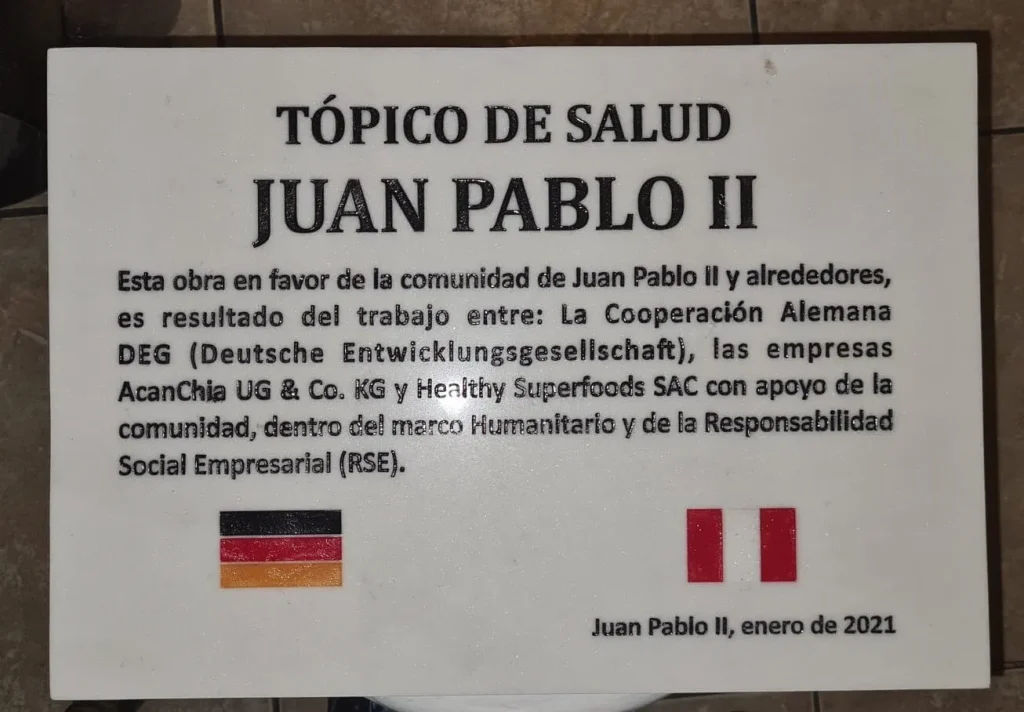 TÓPICO DE SALUD
JUAN PABLO II
Esta obra en favor de la comunidad de Juan Pablo II y alrededores,
es resultado del trabajo entre: La Cooperación Alemana
DEG (Deutsche Entwicklungsgesellschaft), las empresas
AcanChia UG & Co. KG y Healthy Superfoods SAC con apoyo de la
comunidad, dentro del marco Humanitario y de la Responsabilidad
Social Empresarial (RSE).
Juan Pablo II, enero de 2021